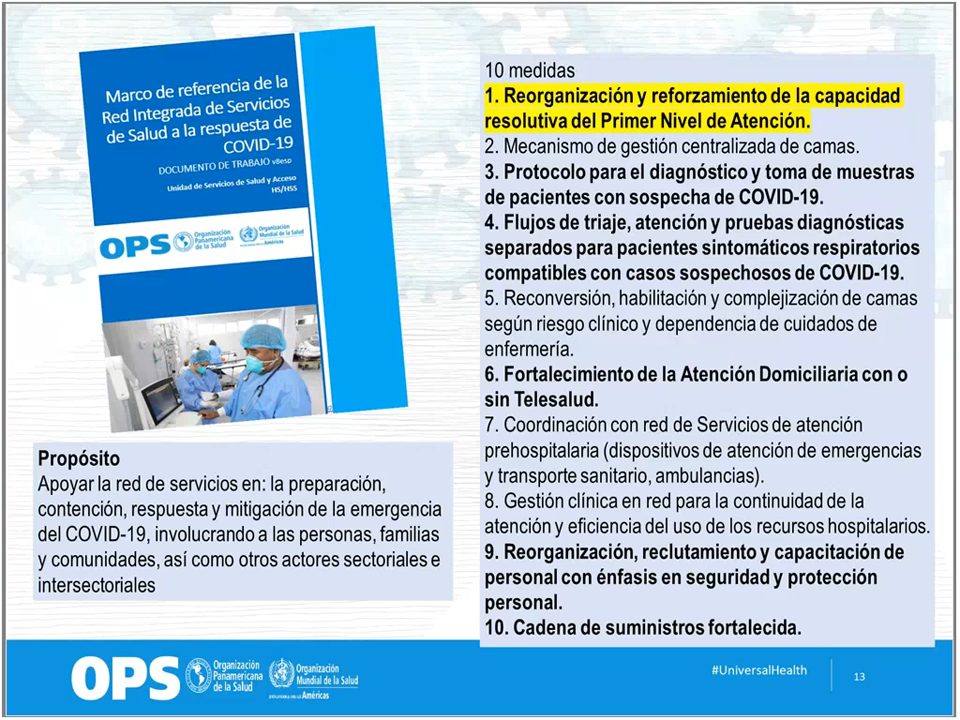 Marco de referencia de la
Red Integrada de Servicios
de Salud a la respuesta de
COVID-19
DOCUMENTO DE TRABAJO v8esp
Unidad de Servicios de Salud y Acceso
HS/HSS
OPS
Organización
Panamericana
de la Salud
Organización
Mundial de la Salud
Américas
Propósito
Apoyar la red de servicios en: la preparación,
contención, respuesta y mitigación de la emergencia
del COVID-19, involucrando a las personas, familias
y comunidades, así como otros actores sectoriales e
intersectoriales
10 medidas
1. Reorganización y reforzamiento de la capacidad
resolutiva del Primer Nivel de Atención.
2. Mecanismo de gestión centralizada de camas.
3. Protocolo para el diagnóstico y toma de muestras
de pacientes con sospecha de COVID-19.
4. Flujos de triaje, atención y pruebas diagnósticas
separados para pacientes sintomáticos respiratorios
compatibles con casos sospechosos de COVID-19.
5. Reconversión, habilitación y complejización de camas
según riesgo clínico y dependencia de cuidados de
enfermería.
6. Fortalecimiento de la Atención Domiciliaria con o
sin Telesalud.
7. Coordinación con red de Servicios de atención
prehospitalaria (dispositivos de atención de emergencias
y transporte sanitario, ambulancias).
8. Gestión clínica en red para la continuidad de la
atención y eficiencia del uso de los recursos hospitalarios.
9. Reorganización, reclutamiento y capacitación de
personal con énfasis en seguridad y protección
personal.
10. Cadena de suministros fortalecida.
OPS
Organización
Panamericana
de la Salud
Organización
Mundial de la Salud
Américas
#UniversalHealth
13